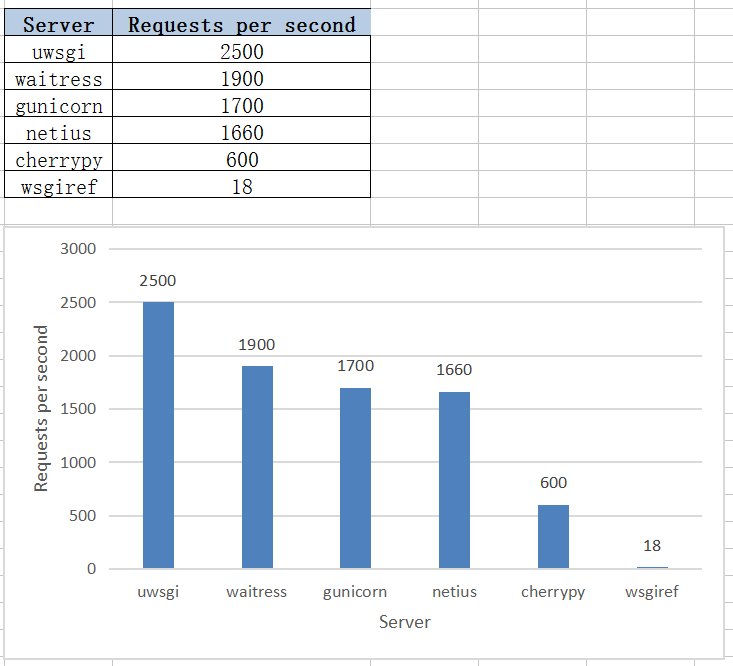 Server Requests per second
uwsgi 2500
waitress 1900
gunicorn 1700
netius 1660
cherrypy 600
wsgiref 18
3000
2500
2000
1500
1000
500
0
Requests per second
2500
1900
1700
1660
600
18
uwsgi waitress gunicorn netius cherrypy wsgiref
Server